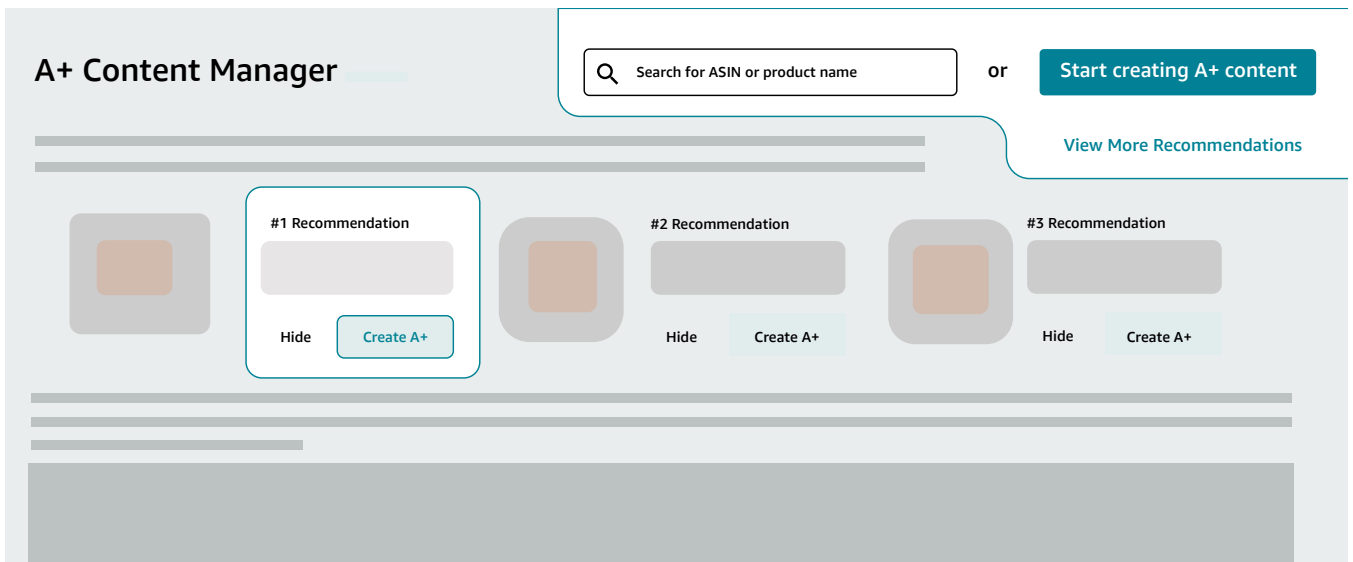 A+ Content Manager
Search for ASIN or product name
or
Start creating A+ content
View More Recommendations
#1 Recommendation
Hide
Create A+
#2 Recommendation
Hide
Create A+
#3 Recommendation
Hide
Create A+